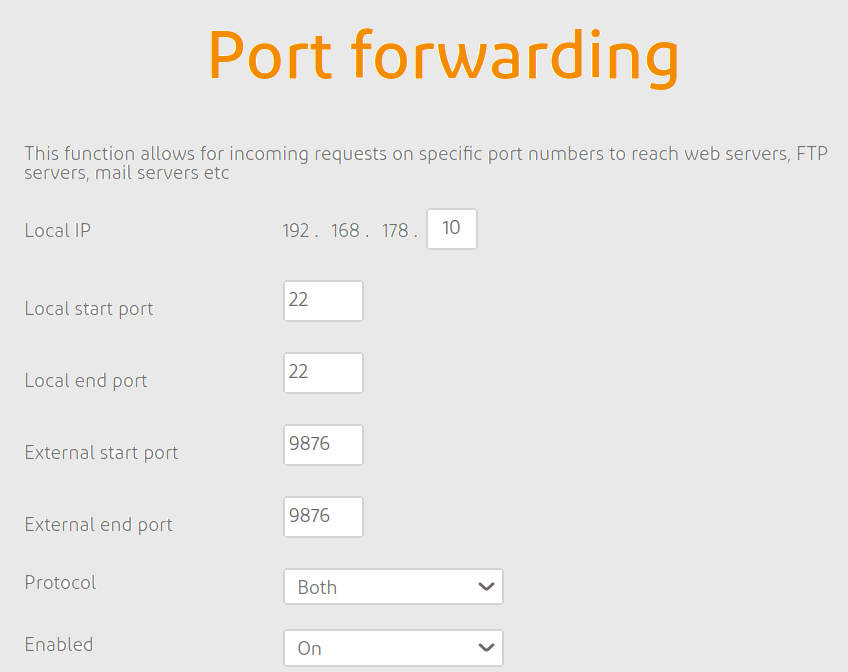 Port forwarding
This function allows for incoming requests on specific port numbers to reach web servers, FTP
servers, mail servers etc
Local IP 192 . 168 . 178 . 10
Local start port 22
Local end port 22
External start port 9876
External end port 9876
Protocol Both
Enabled On